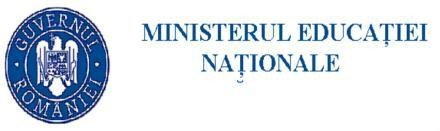 GUVERNUL ROMÂNIEI
MINISTERUL EDUCAȚIEI
NAȚIONALE